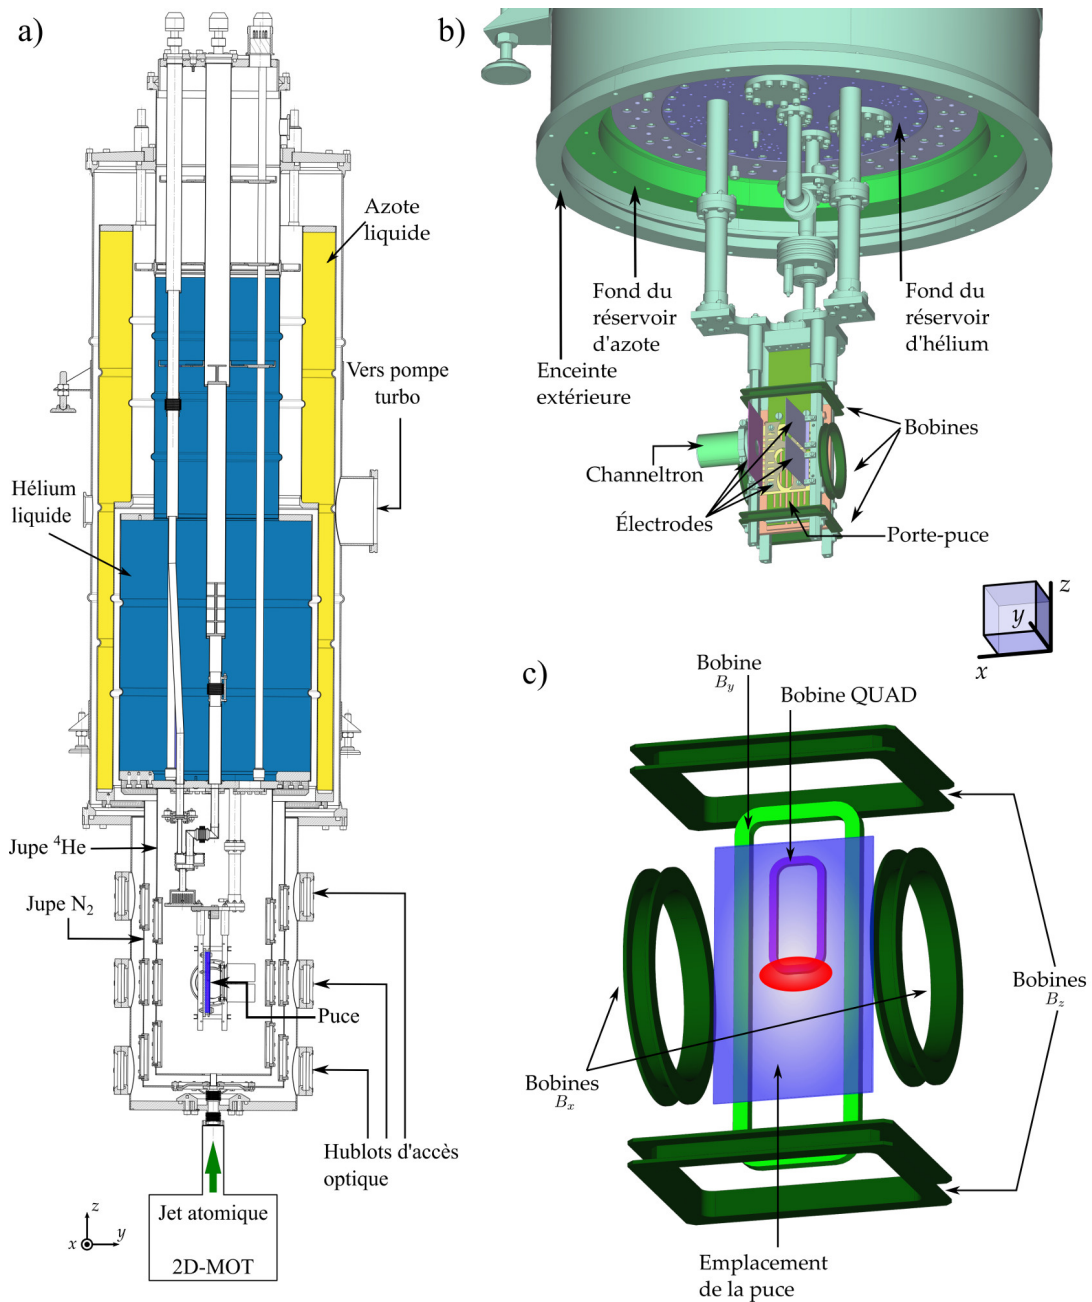 a)
Azote
liquide
Vers pompe
turbo
Hélium
liquide
Jupe ⁴He
Jupe N₂
Puce
Hublots d'accès
optique
Jet atomique
2D-MOT
z
x
y
b)
Fond du
réservoir
d'azote
Fond du
réservoir
d'hélium
Enceinte
extérieure
Bobines
Channeltron
Électrodes
Porte-puce
z
y
x
c)
Bobine
B_y
Bobine QUAD
Bobines
B_z
Bobines
B_x
Emplacement
de la puce